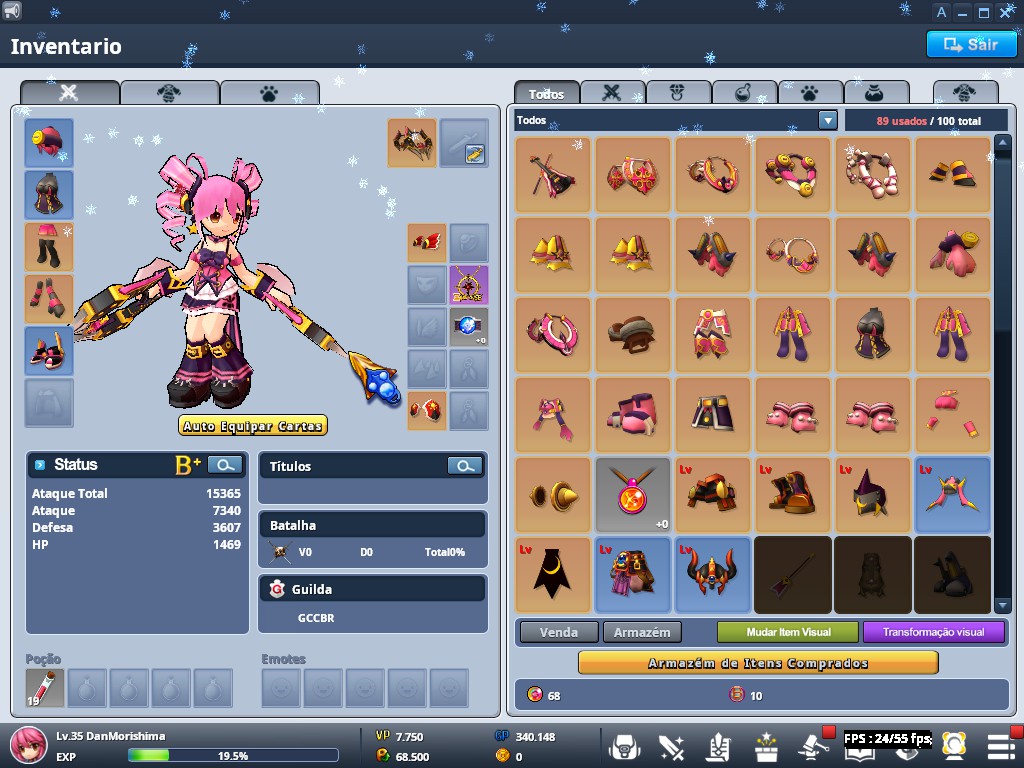 A
Inventario
Sair
Todos
Todos
89 usados / 100 total
+0
Auto Equipar Cartas
Status
B+
Ataque Total 15365
Ataque 7340
Defesa 3607
HP 1469
Títulos
Batalha
V0 D0 Total0%
Guilda
GCCBR
Poção
19
Emotes
+0
Lv
Lv
Lv
Lv
Lv
Lv
Lv
Venda
Armazém
Mudar Item Visual
Transformação visual
Armazém de Itens Comprados
68
10
Lv.35 DanMorishima
EXP
19.5%
VP 7.750
68.500
GP 340.148
0
FPS : 24/55 fps